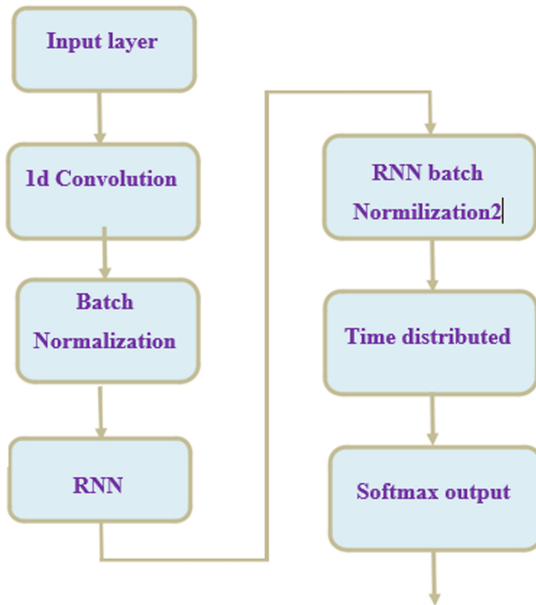 Input layer
1d Convolution
Batch
Normalization
RNN
RNN batch
Normilization2
Time distributed
Softmax output